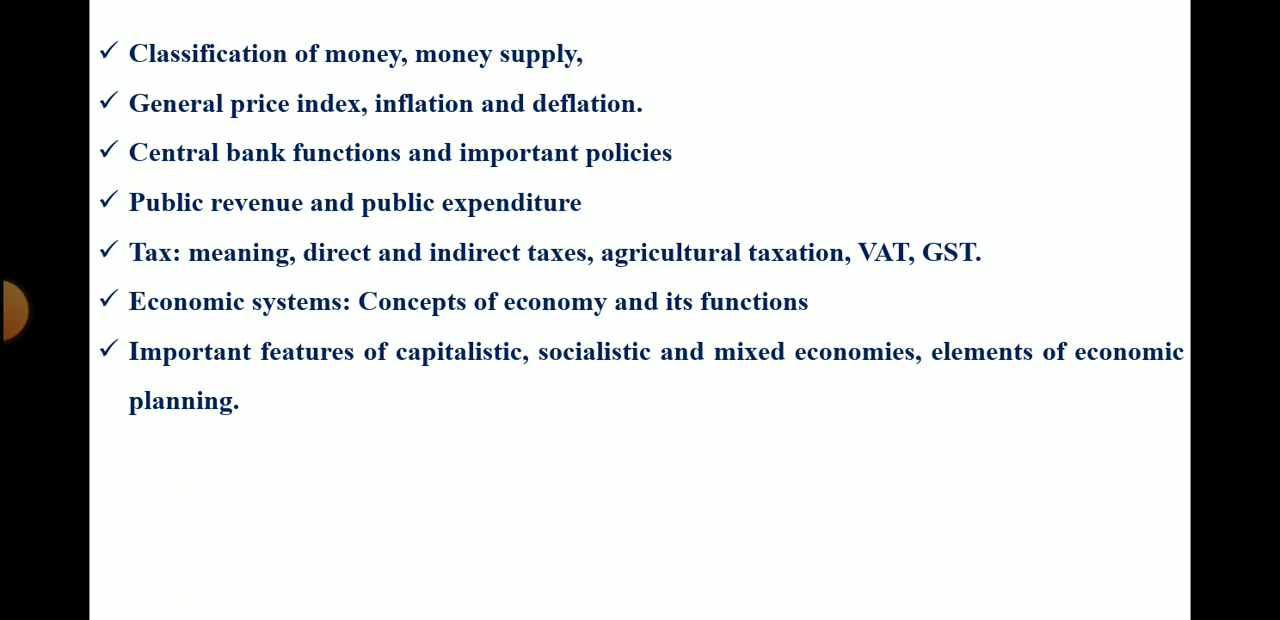 ✓ Classification of money, money supply,
✓ General price index, inflation and deflation.
✓ Central bank functions and important policies
✓ Public revenue and public expenditure
✓ Tax: meaning, direct and indirect taxes, agricultural taxation, VAT, GST.
✓ Economic systems: Concepts of economy and its functions
✓ Important features of capitalistic, socialistic and mixed economies, elements of economic
planning.